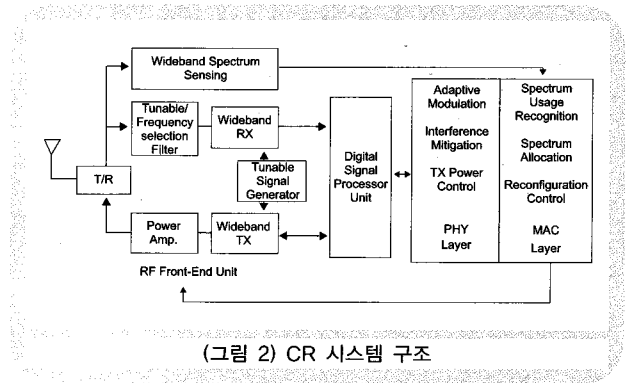 Wideband Spectrum
Sensing
Tunable/
Frequency
selection
Filter
Wideband
RX
T/R
Tunable
Signal
Generator
Power
Amp.
Wideband
TX
RF Front-End Unit
Digital
Signal
Processor
Unit
Adaptive
Modulation
Interference
Mitigation
TX Power
Control
PHY
Layer
Spectrum
Usage
Recognition
Spectrum
Allocation
Reconfiguration
Control
MAC
Layer
(그림 2) CR 시스템 구조